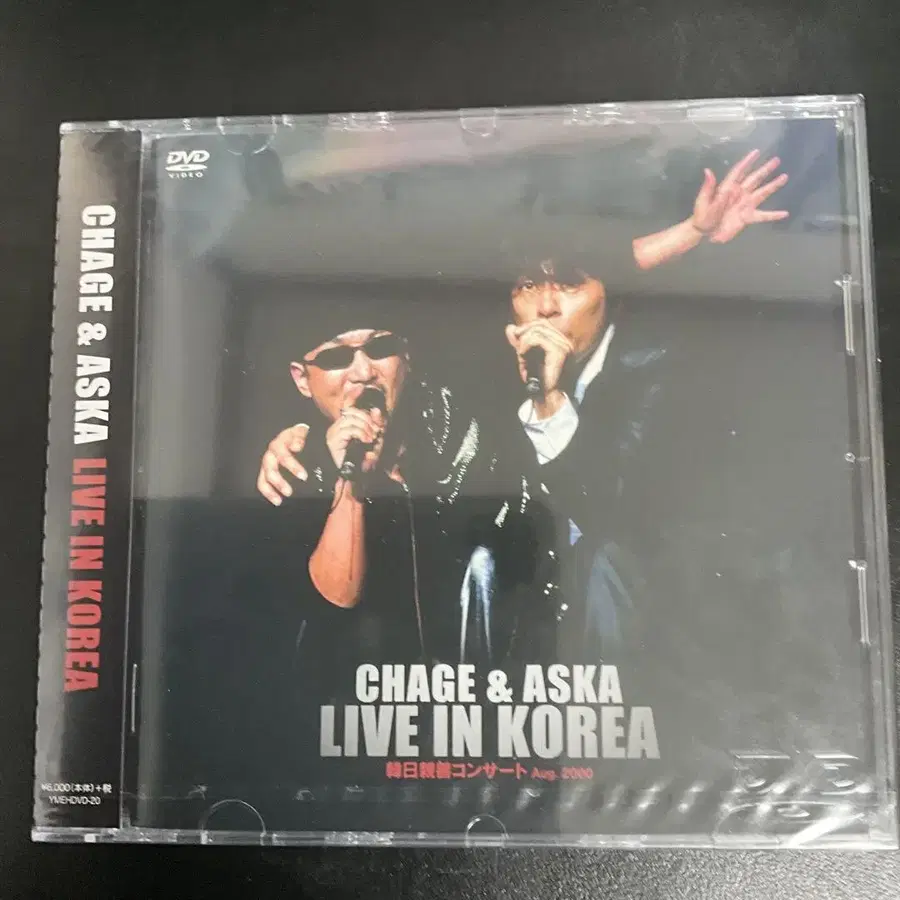 DVD
VIDEO
CHAGE & ASKA LIVE IN KOREA
CHAGE & ASKA
LIVE IN KOREA
韓日親善コンサート Aug. 2000
¥6,000(本体)+税
YMEHDVD-20